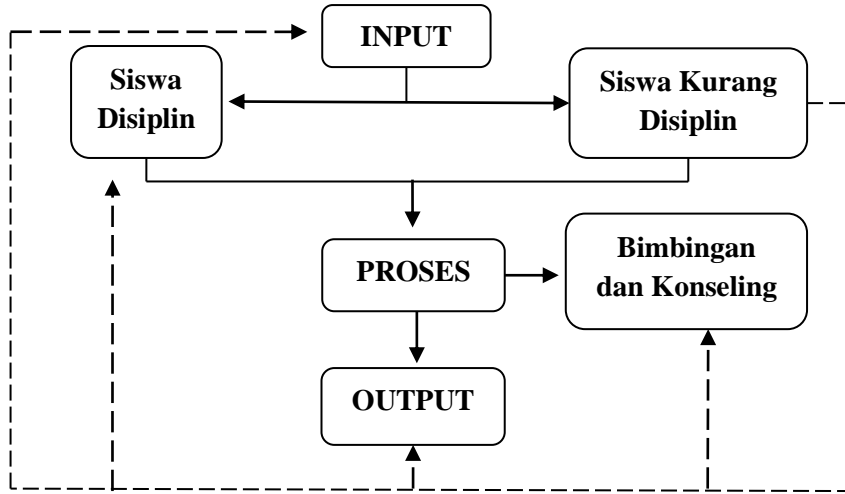 INPUT
Siswa
Disiplin
Siswa Kurang
Disiplin
PROSES
Bimbingan
dan Konseling
OUTPUT